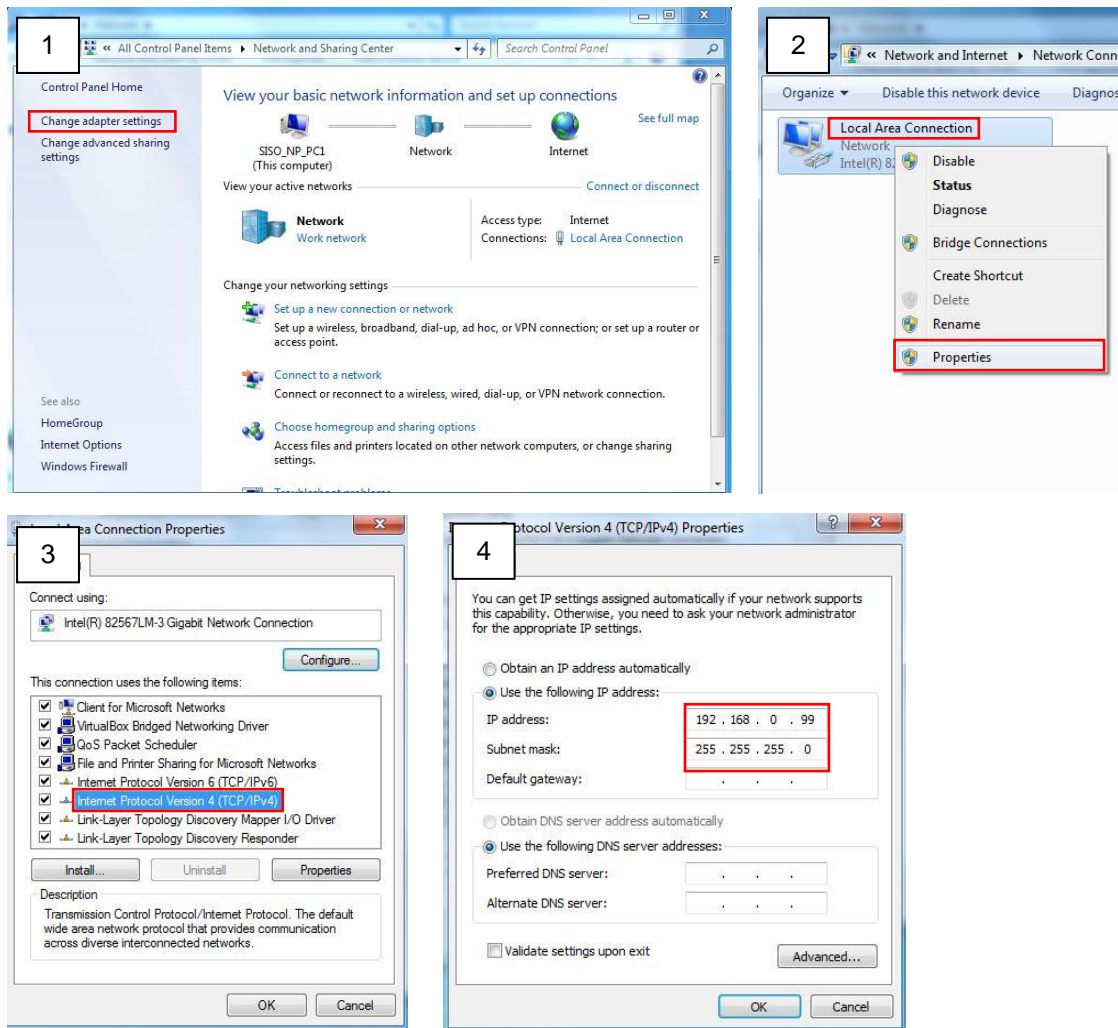 1
« All Control Panel Items ▸ Network and Sharing Center
Search Control Panel
Control Panel Home
Change adapter settings
Change advanced sharing
settings
See also
HomeGroup
Internet Options
Windows Firewall
View your basic network information and set up connections
See full map
SISO_NP_PC1
(This computer)
Network
Internet
View your active networks
Connect or disconnect
Network
Work network
Access type: Internet
Connections: Local Area Connection
Change your networking settings
Set up a new connection or network
Set up a wireless, broadband, dial-up, ad hoc, or VPN connection; or set up a router or
access point.
Connect to a network
Connect or reconnect to a wireless, wired, dial-up, or VPN network connection.
Choose homegroup and sharing options
Access files and printers located on other network computers, or change sharing
settings.
2
« Network and Internet ▸ Network Conn
Organize
Disable this network device
Diagnos
Local Area Connection
Network
Intel(R) 82
Disable
Status
Diagnose
Bridge Connections
Create Shortcut
Delete
Rename
Properties
3
ea Connection Properties
Connect using:
Intel(R) 82567LM-3 Gigabit Network Connection
Configure...
This connection uses the following items:
Client for Microsoft Networks
VirtualBox Bridged Networking Driver
QoS Packet Scheduler
File and Printer Sharing for Microsoft Networks
Internet Protocol Version 6 (TCP/IPv6)
Internet Protocol Version 4 (TCP/IPv4)
Link-Layer Topology Discovery Mapper I/O Driver
Link-Layer Topology Discovery Responder
Install...
Uninstall
Properties
Description
Transmission Control Protocol/Internet Protocol. The default
wide area network protocol that provides communication
across diverse interconnected networks.
OK
Cancel
4
otocol Version 4 (TCP/IPv4) Properties
You can get IP settings assigned automatically if your network supports
this capability. Otherwise, you need to ask your network administrator
for the appropriate IP settings.
Obtain an IP address automatically
Use the following IP address:
IP address: 192 . 168 . 0 . 99
Subnet mask: 255 . 255 . 255 . 0
Default gateway: . . .
Obtain DNS server address automatically
Use the following DNS server addresses:
Preferred DNS server: . . .
Alternate DNS server: . . .
Validate settings upon exit
Advanced...
OK
Cancel